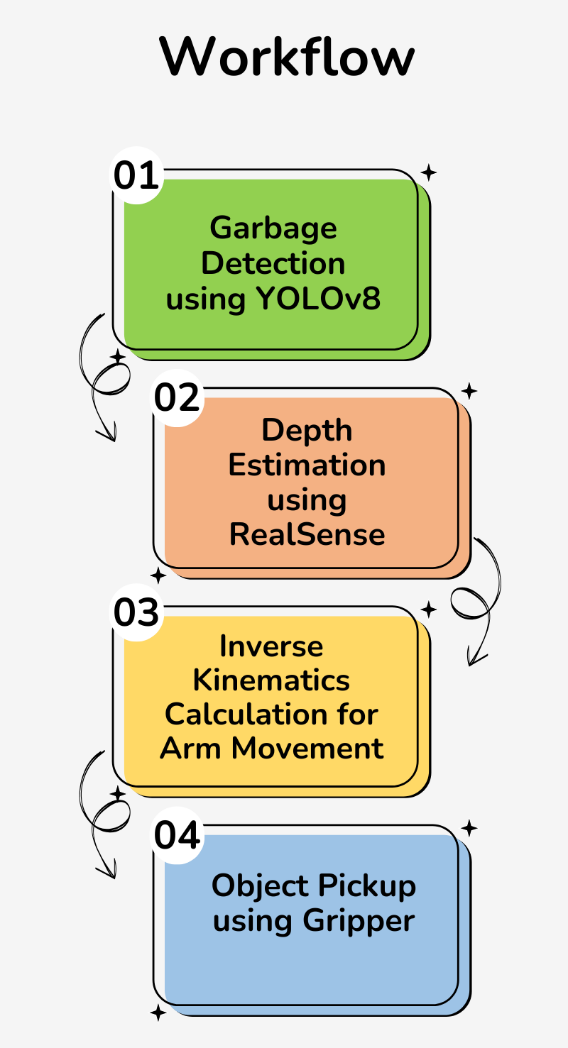 Workflow
01
Garbage
Detection
using YOLOv8
02
Depth
Estimation
using
RealSense
03
Inverse
Kinematics
Calculation for
Arm Movement
04
Object Pickup
using Gripper